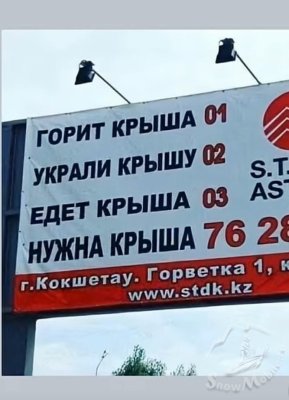 ГОРИТ КРЫША 01
УКРАЛИ КРЫШУ 02
ЕДЕТ КРЫША 03
НУЖНА КРЫША 76 28
S.T.
AST
г.Кокшетау. Горветка 1, к
www.stdk.kz